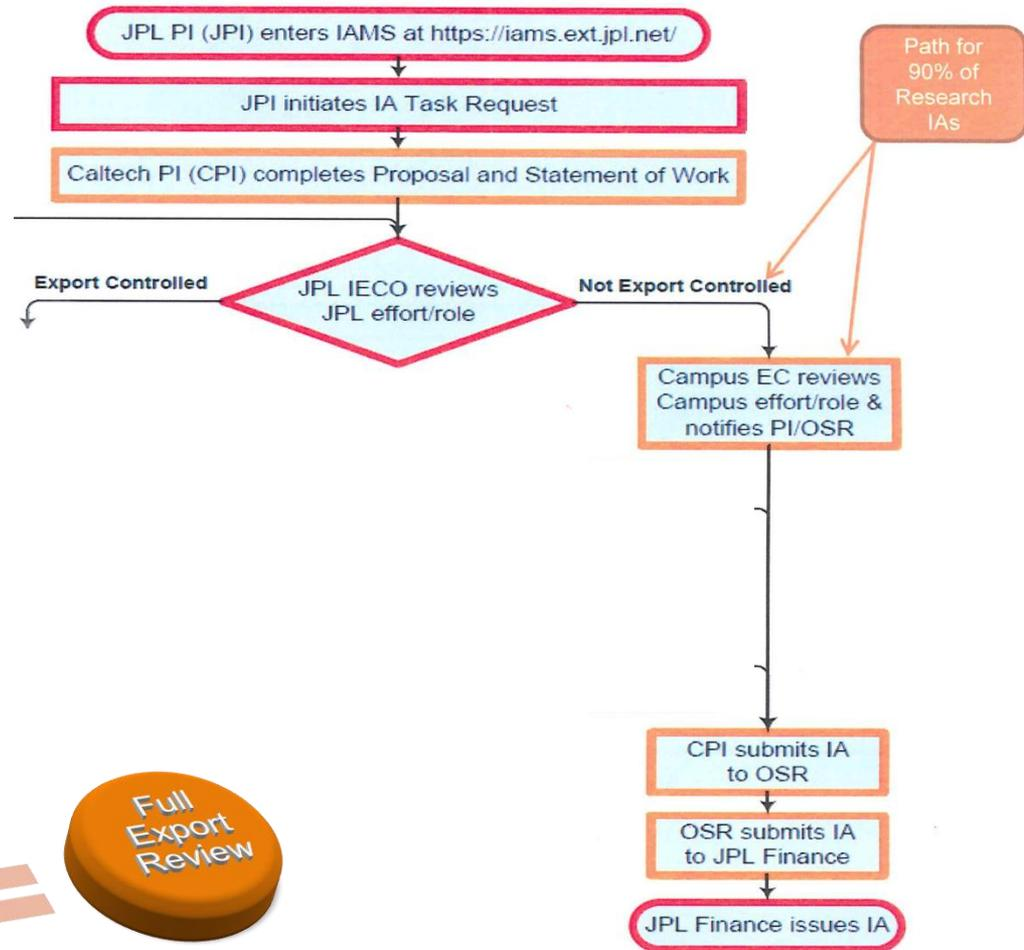 JPL PI (JPI) enters IAMS at https://iams.ext.jpl.net/
JPI initiates IA Task Request
Caltech PI (CPI) completes Proposal and Statement of Work
Path for
90% of
Research
IAs
Export Controlled
JPL IECO reviews
JPL effort/role
Not Export Controlled
Campus EC reviews
Campus effort/role &
notifies PI/OSR
CPI submits IA
to OSR
OSR submits IA
to JPL Finance
JPL Finance issues IA
Full
Export
Review